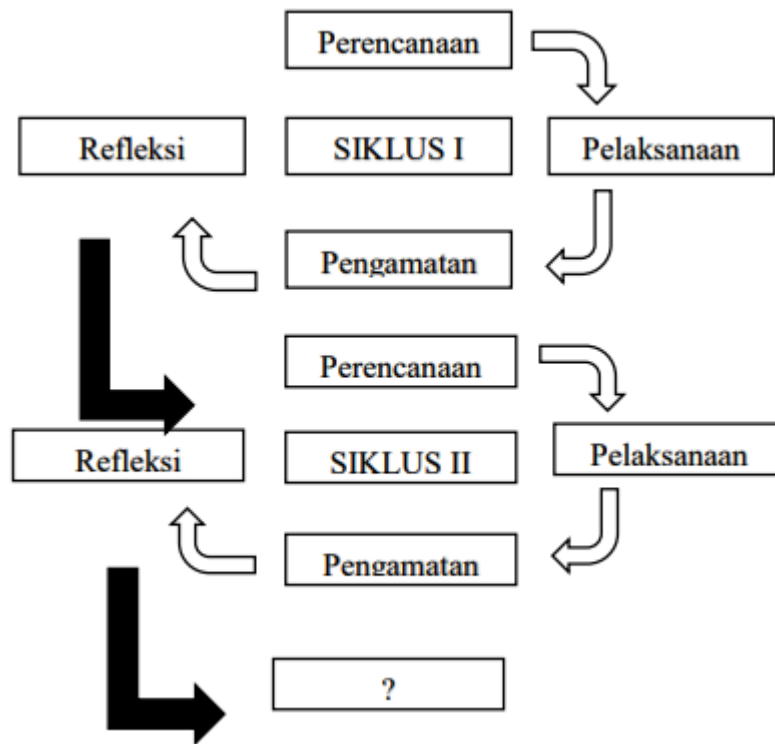 Perencanaan
Refleksi
SIKLUS I
Pelaksanaan
Pengamatan
Perencanaan
Refleksi
SIKLUS II
Pelaksanaan
Pengamatan
?